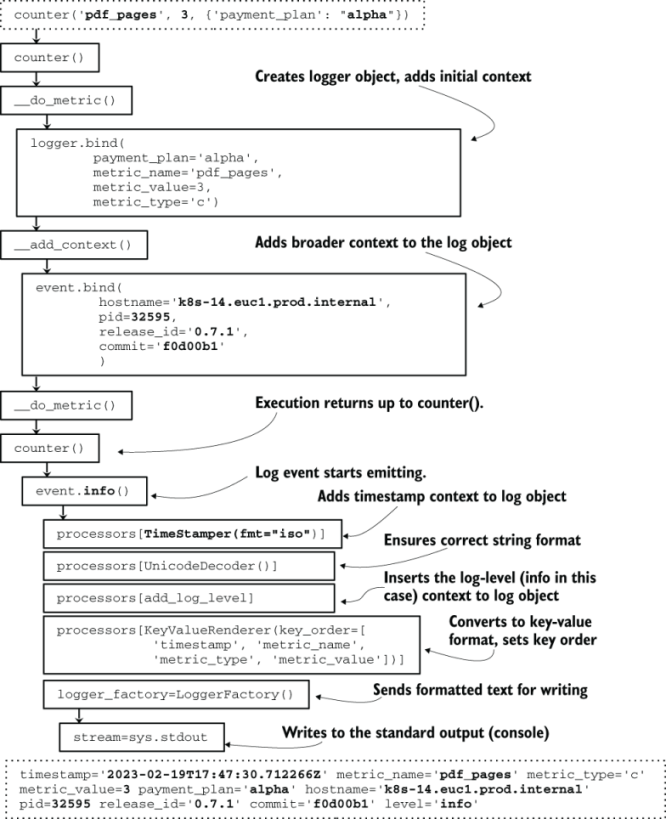 counter('pdf_pages', 3, {'payment_plan': "alpha"})
counter()
__do_metric()
Creates logger object, adds initial context
logger.bind(
payment_plan='alpha',
metric_name='pdf_pages',
metric_value=3,
metric_type='c')
__add_context()
Adds broader context to the log object
event.bind(
hostname='k8s-14.euc1.prod.internal',
pid=32595,
release_id='0.7.1',
commit='f0d00b1'
)
__do_metric()
Execution returns up to counter().
counter()
Log event starts emitting.
event.info()
Adds timestamp context to log object
processors[TimeStamper(fmt="iso")]
Ensures correct string format
processors[UnicodeDecoder()]
Inserts the log-level (info in this
case) context to log object
processors[add_log_level]
Converts to key-value
format, sets key order
processors[KeyValueRenderer(key_order=[
'timestamp', 'metric_name',
'metric_type', 'metric_value'])]
Sends formatted text for writing
logger_factory=LoggerFactory()
Writes to the standard output (console)
stream=sys.stdout
timestamp='2023-02-19T17:47:30.712266Z' metric_name='pdf_pages' metric_type='c'
metric_value=3 payment_plan='alpha' hostname='k8s-14.euc1.prod.internal'
pid=32595 release_id='0.7.1' commit='f0d00b1' level='info'